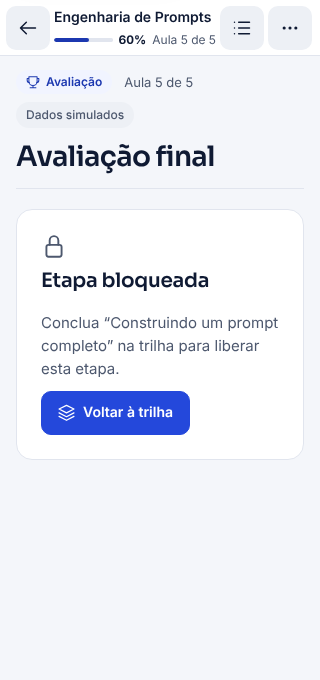 Engenharia de Prompts
60% Aula 5 de 5
Avaliação Aula 5 de 5
Dados simulados
Avaliação final
Etapa bloqueada
Conclua “Construindo um prompt
completo” na trilha para liberar
esta etapa.
Voltar à trilha